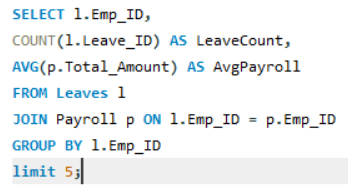 SELECT l.Emp_ID,
COUNT(l.Leave_ID) AS LeaveCount,
AVG(p.Total_Amount) AS AvgPayroll
FROM Leaves l
JOIN Payroll p ON l.Emp_ID = p.Emp_ID
GROUP BY l.Emp_ID
limit 5;